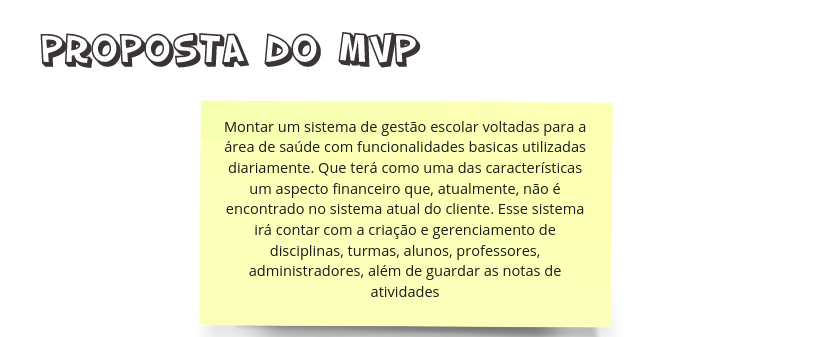 PROPOSTA DO MVP
Montar um sistema de gestão escolar voltadas para a
área de saúde com funcionalidades basicas utilizadas
diariamente. Que terá como uma das características
um aspecto financeiro que, atualmente, não é
encontrado no sistema atual do cliente. Esse sistema
irá contar com a criação e gerenciamento de
disciplinas, turmas, alunos, professores,
administradores, além de guardar as notas de
atividades